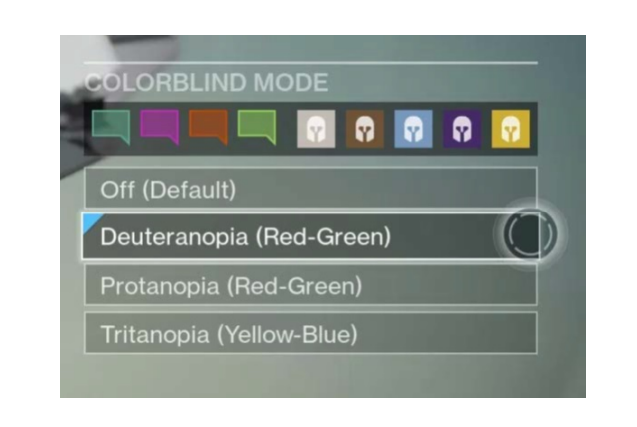 COLORBLIND MODE
Off (Default)
Deuteranopia (Red-Green)
Protanopia (Red-Green)
Tritanopia (Yellow-Blue)